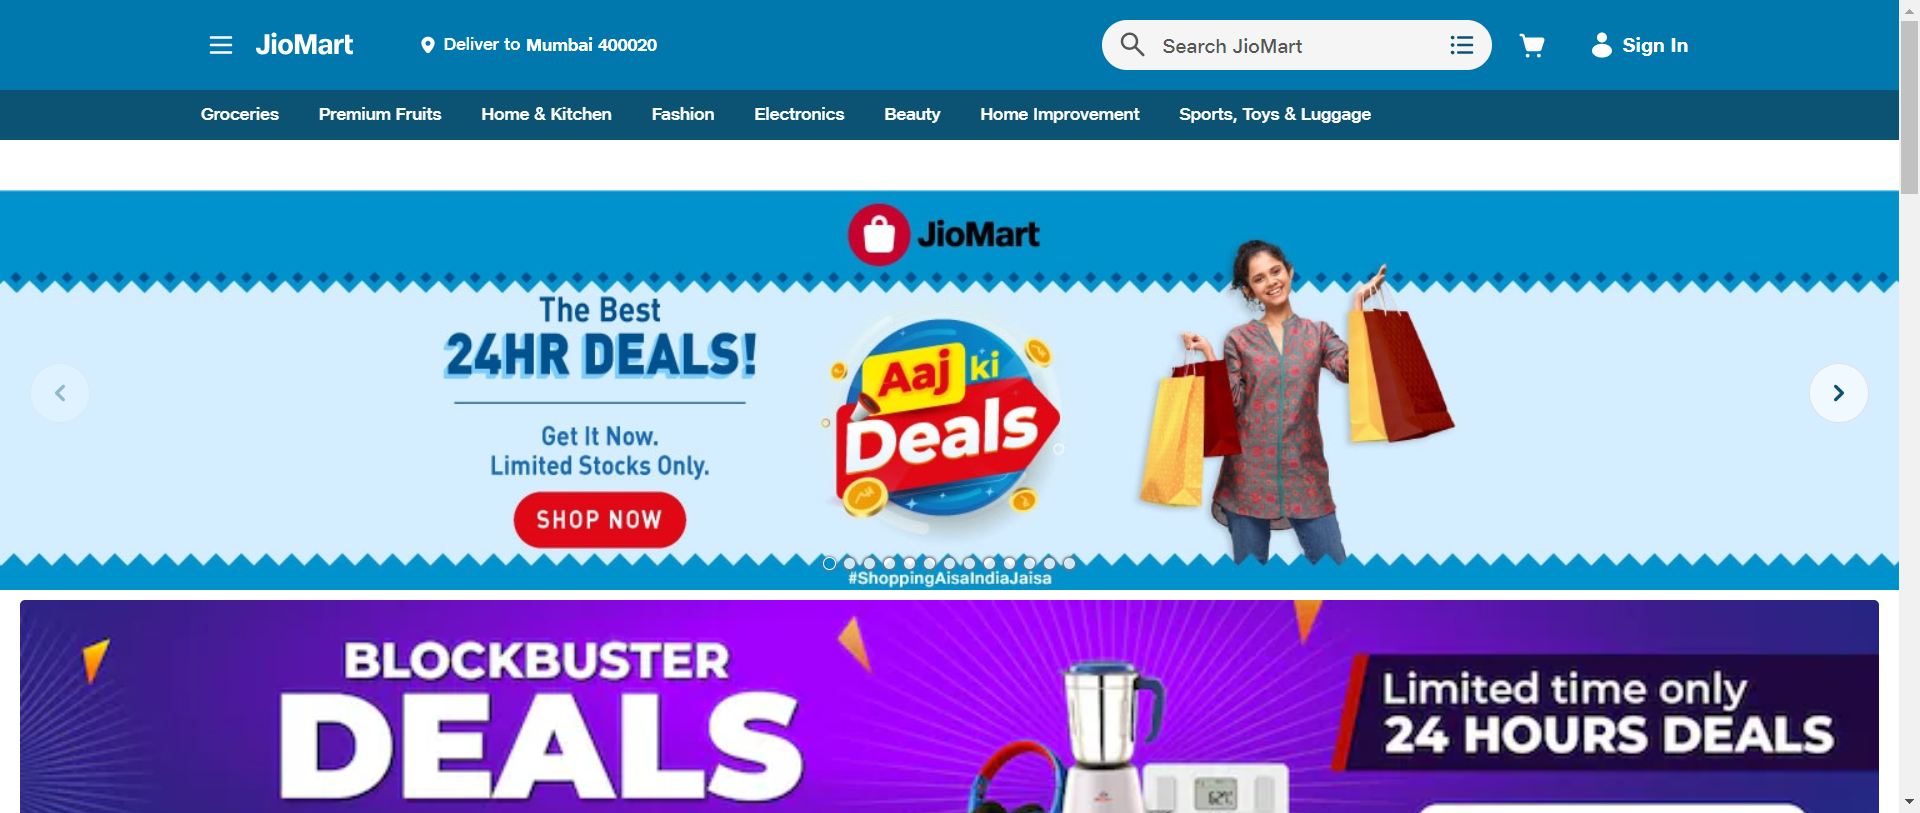 JioMart
Deliver to Mumbai 400020
Search JioMart
Sign In
Groceries Premium Fruits Home & Kitchen Fashion Electronics Beauty Home Improvement Sports, Toys & Luggage
JioMart
The Best
24HR DEALS!
Get It Now.
Limited Stocks Only.
SHOP NOW
Aaj ki
Deals
#ShoppingAisaIndiaJaisa
BLOCKBUSTER
DEALS
Limited time only
24 HOURS DEALS